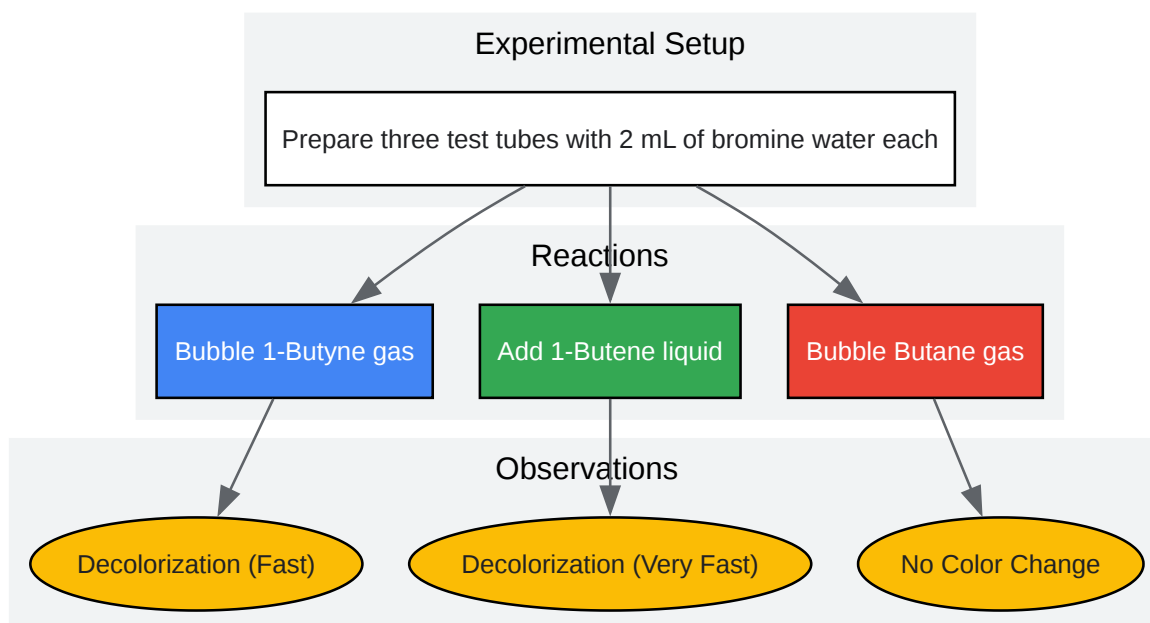 Experimental Setup
Prepare three test tubes with 2 mL of bromine water each
Reactions
Bubble 1-Butyne gas
Add 1-Butene liquid
Bubble Butane gas
Observations
Decolorization (Fast)
Decolorization (Very Fast)
No Color Change